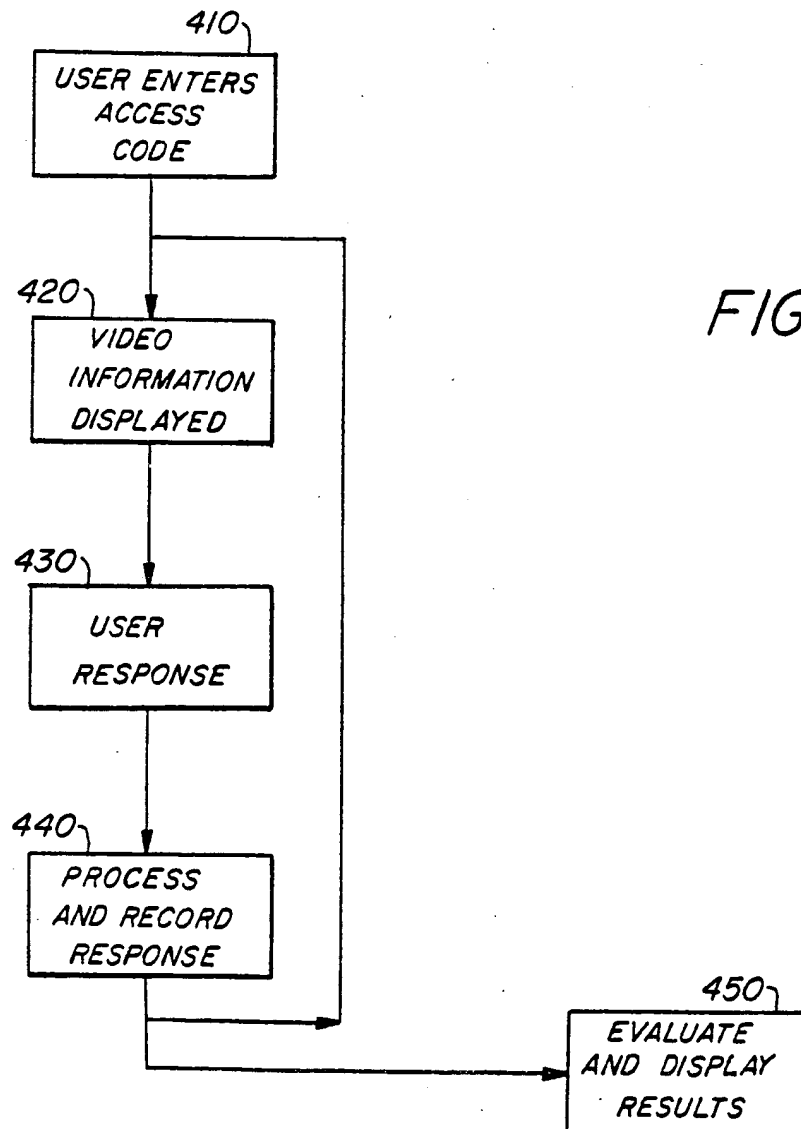 410
USER ENTERS
ACCESS
CODE
420
VIDEO
INFORMATION
DISPLAYED
FIG
430
USER
RESPONSE
440
PROCESS
AND RECORD
RESPONSE
450
EVALUATE
AND DISPLAY
RESULTS